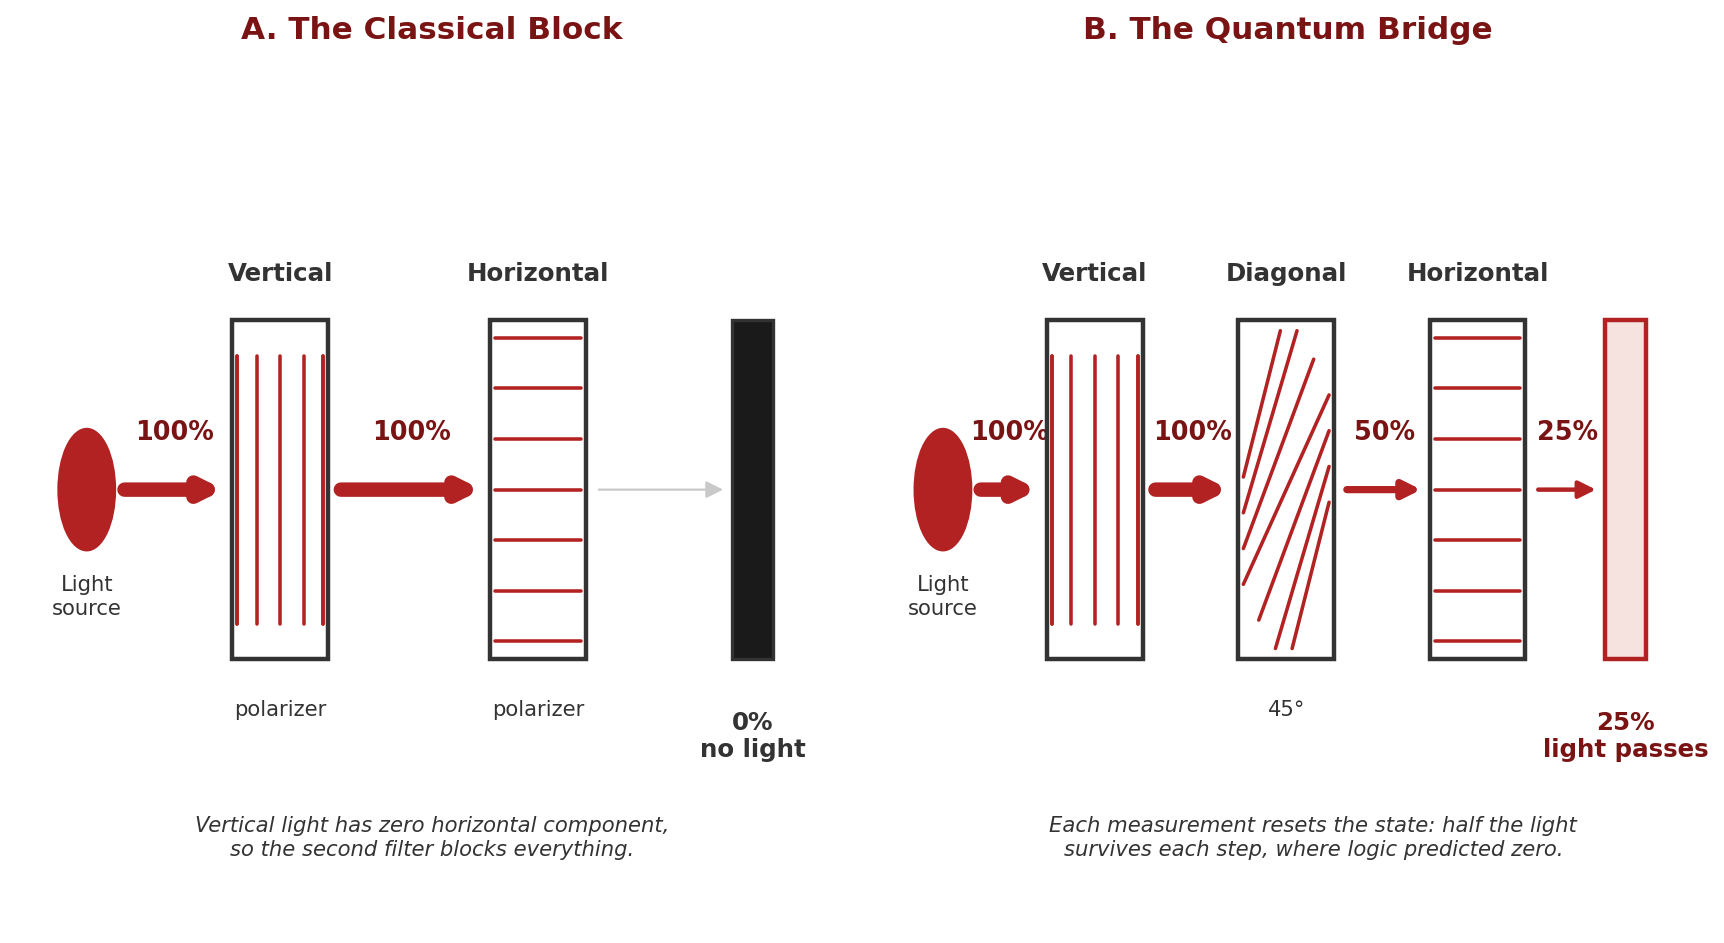 A. The Classical Block
Vertical
Horizontal
100%
100%
Light
source
polarizer
polarizer
0%
no light
Vertical light has zero horizontal component,
so the second filter blocks everything.
B. The Quantum Bridge
Vertical
Diagonal
Horizontal
100%
100%
50%
25%
Light
source
45°
25%
light passes
Each measurement resets the state: half the light
survives each step, where logic predicted zero.